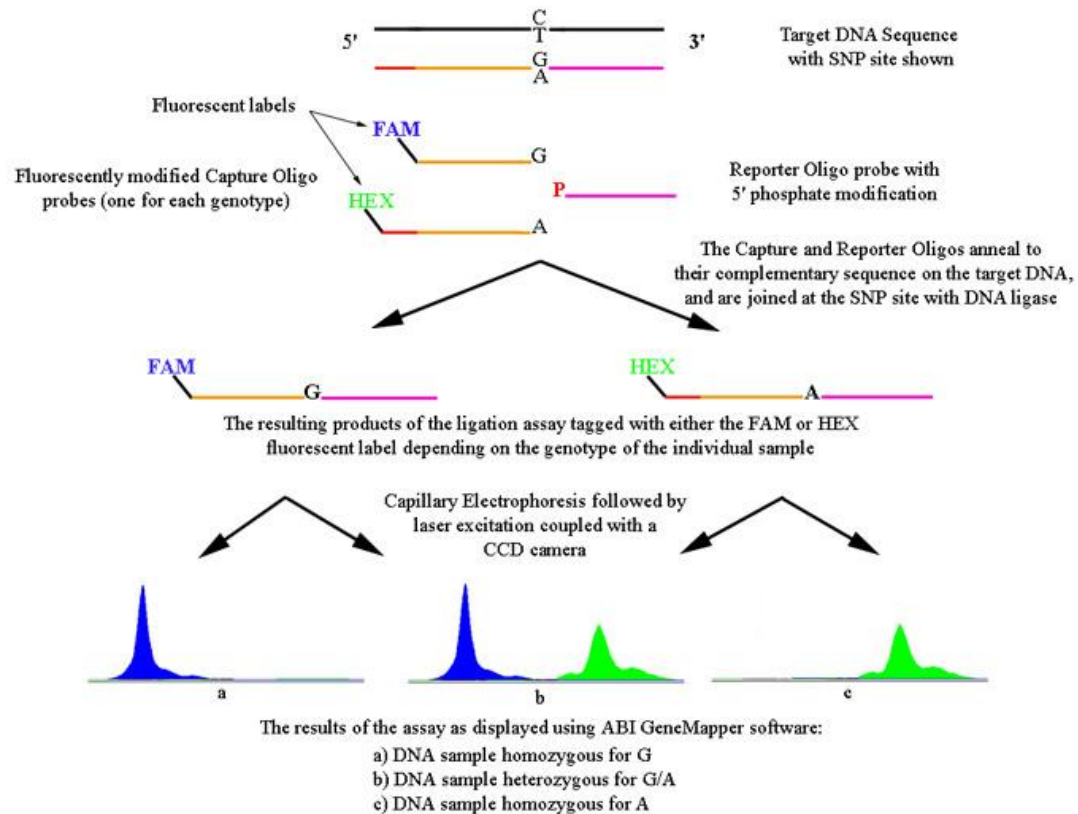 C
5'
T
3'
Target DNA Sequence
with SNP site shown
G
A
Fluorescent labels
FAM
G
Fluorescently modified Capture Oligo
probes (one for each genotype)
HEX
P
Reporter Oligo probe with
5' phosphate modification
A
The Capture and Reporter Oligos anneal to
their complementary sequence on the target DNA,
and are joined at the SNP site with DNA ligase
FAM
G
HEX
A
The resulting products of the ligation assay tagged with either the FAM or HEX
fluorescent label depending on the genotype of the individual sample
Capillary Electrophoresis followed by
laser excitation coupled with a
CCD camera
a
b
c
The results of the assay as displayed using ABI GeneMapper software:
a) DNA sample homozygous for G
b) DNA sample heterozygous for G/A
c) DNA sample homozygous for A